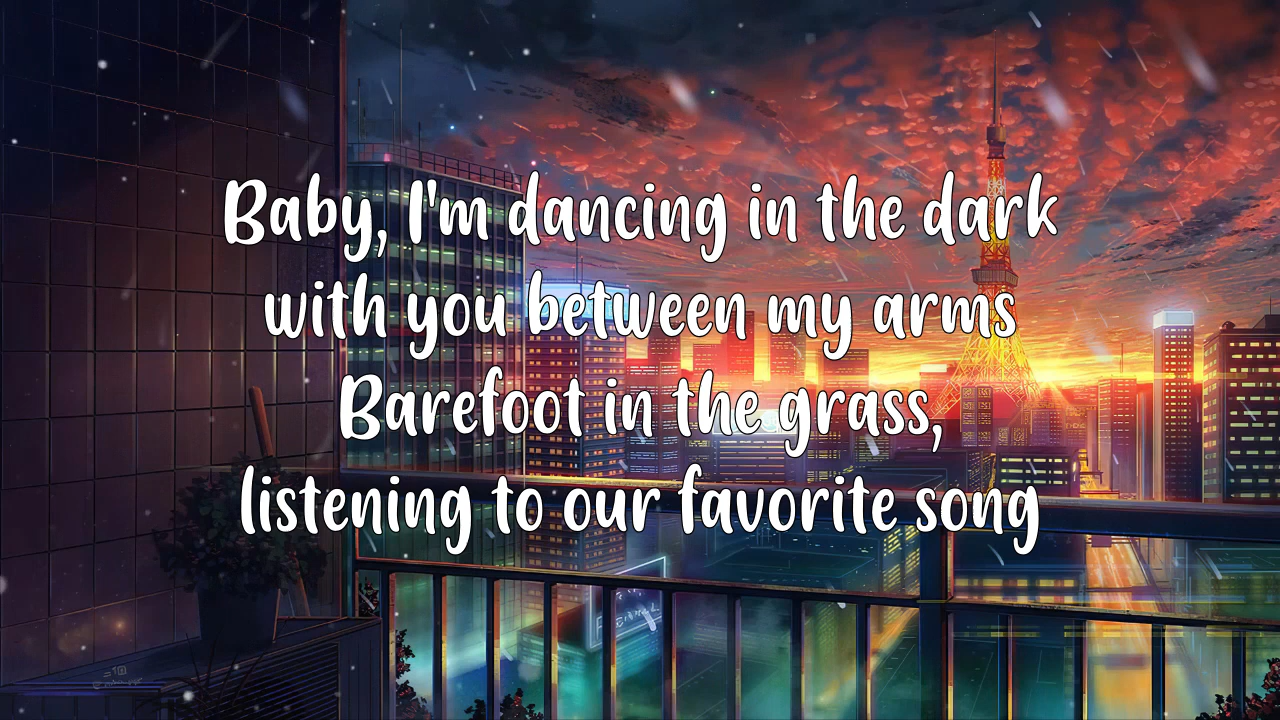 Baby, I'm dancing in the dark
with you between my arms
Barefoot in the grass,
listening to our favorite song